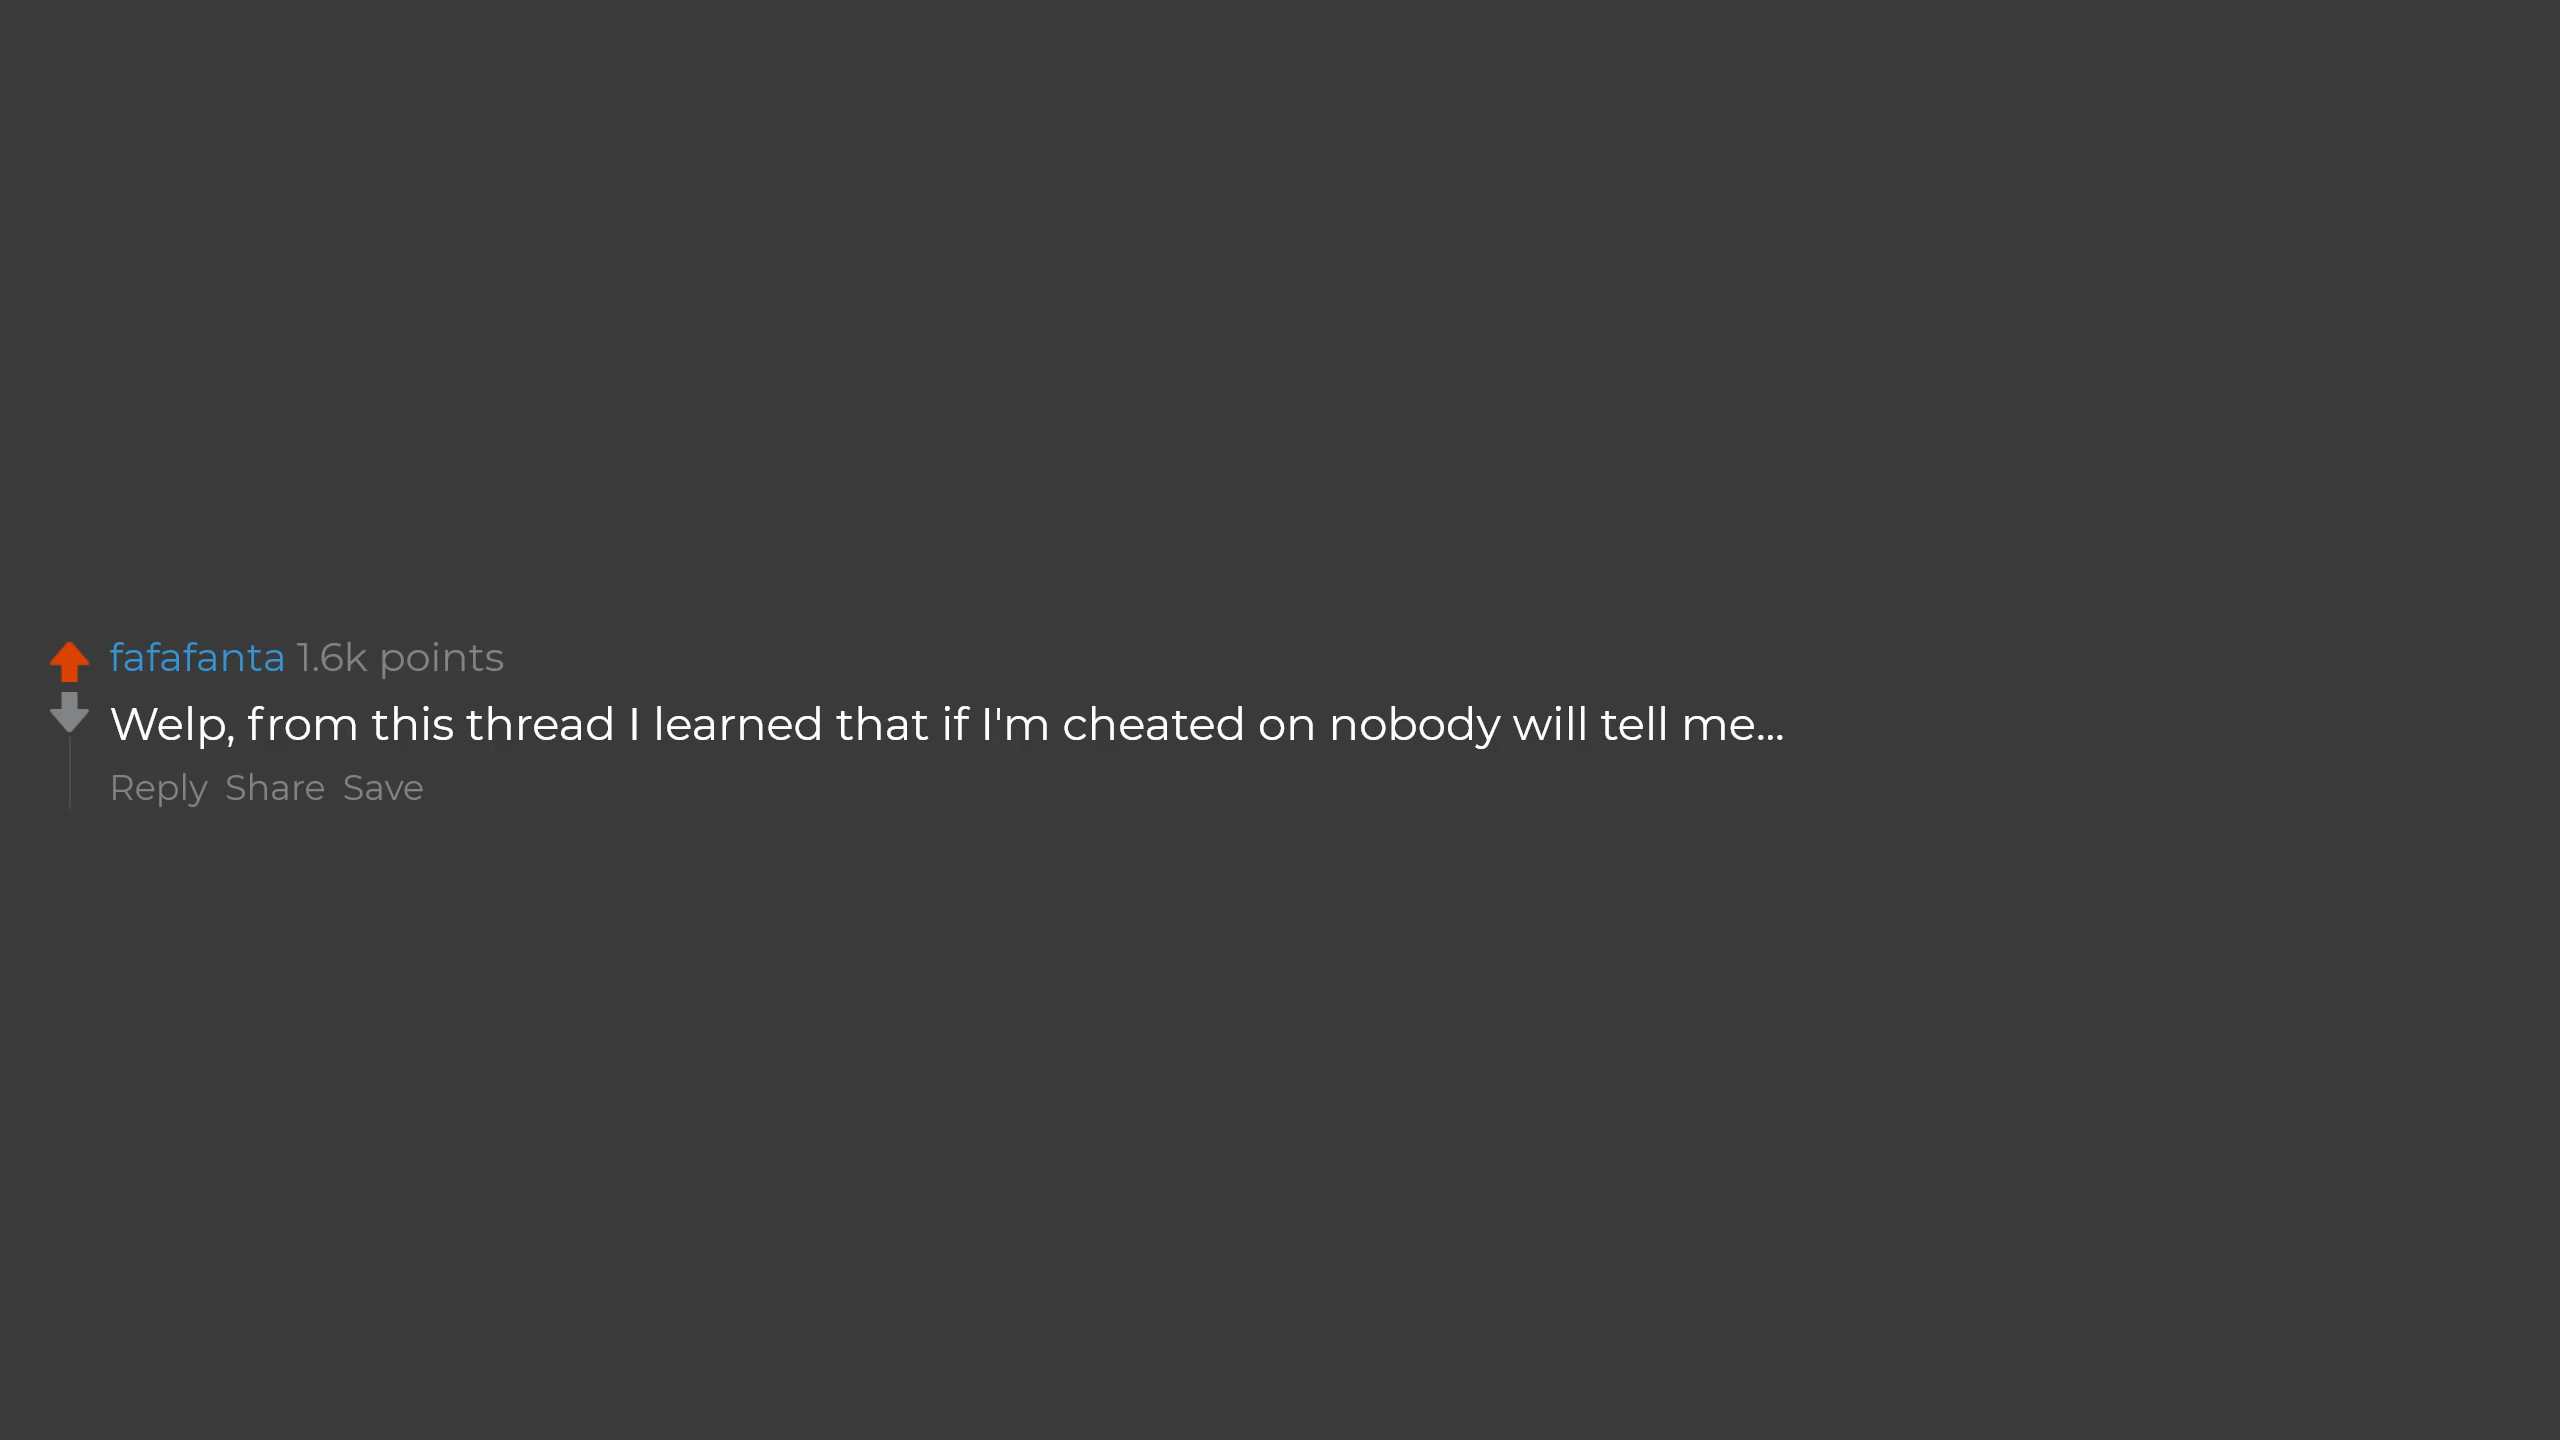 fafafanta 1.6k points
Welp, from this thread I learned that if I'm cheated on nobody will tell me...
Reply Share Save